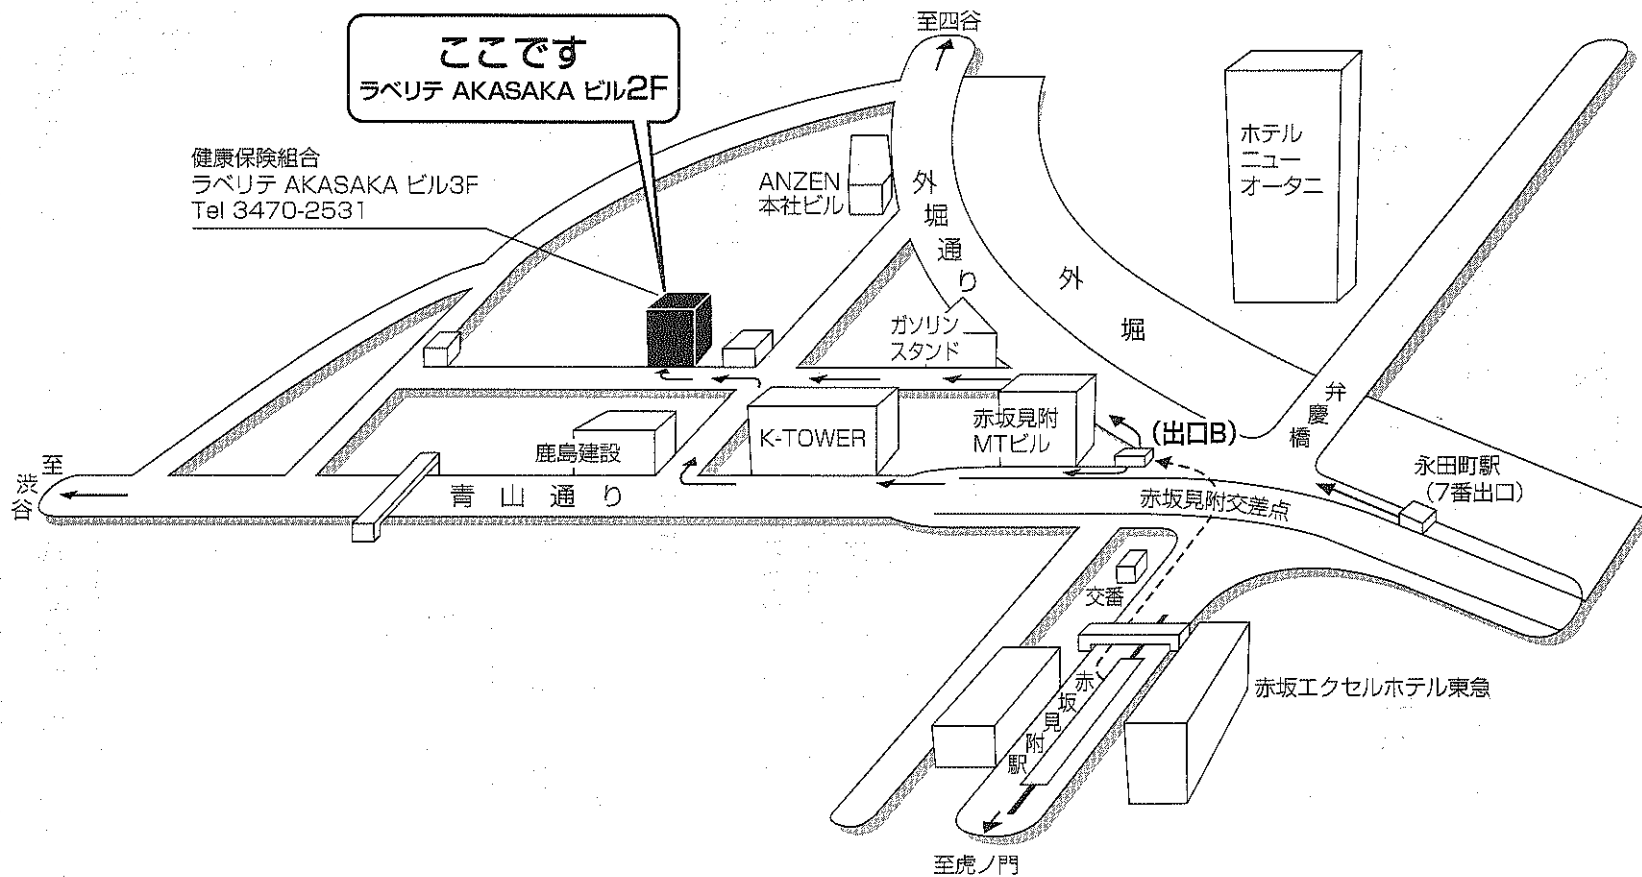 至四谷
ここです
ラベリテ AKASAKA ビル2F
健康保険組合
ラベリテ AKASAKA ビル3F
Tel 3470-2531
ANZEN
本社ビル
外堀通り
外堀
ホテル
ニュー
オータニ
ガソリン
スタンド
弁慶橋
赤坂見附
MTビル
(出口B)
K-TOWER
鹿島建設
至渋谷
青山通り
赤坂見附交差点
永田町駅
(7番出口)
交番
赤坂見附駅
赤坂エクセルホテル東急
至虎ノ門